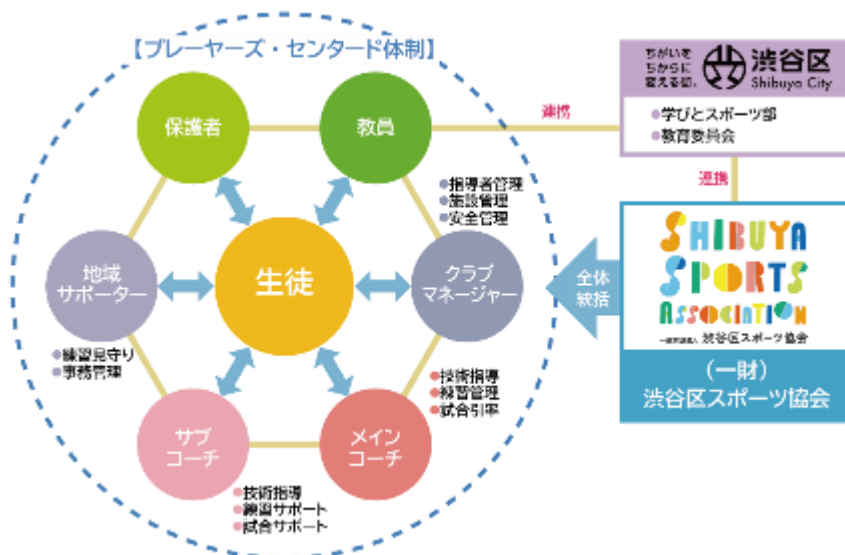 【プレーヤーズ・センタード体制】
保護者
教員
連携
ちがいを
ちからに
変える街。
渋谷区
Shibuya City
●学びとスポーツ部
●教育委員会
連携
●指導者管理
●施設管理
●安全管理
地域
サポーター
生徒
クラブ
マネージャー
全体
統括
SHIBUYA
SPORTS
ASSOCIATION
一般財団法人 渋谷区スポーツ協会
(一財)
渋谷区スポーツ協会
●練習見守り
●事務管理
●技術指導
●練習管理
●試合引率
サブ
コーチ
メイン
コーチ
●技術指導
●練習サポート
●試合サポート